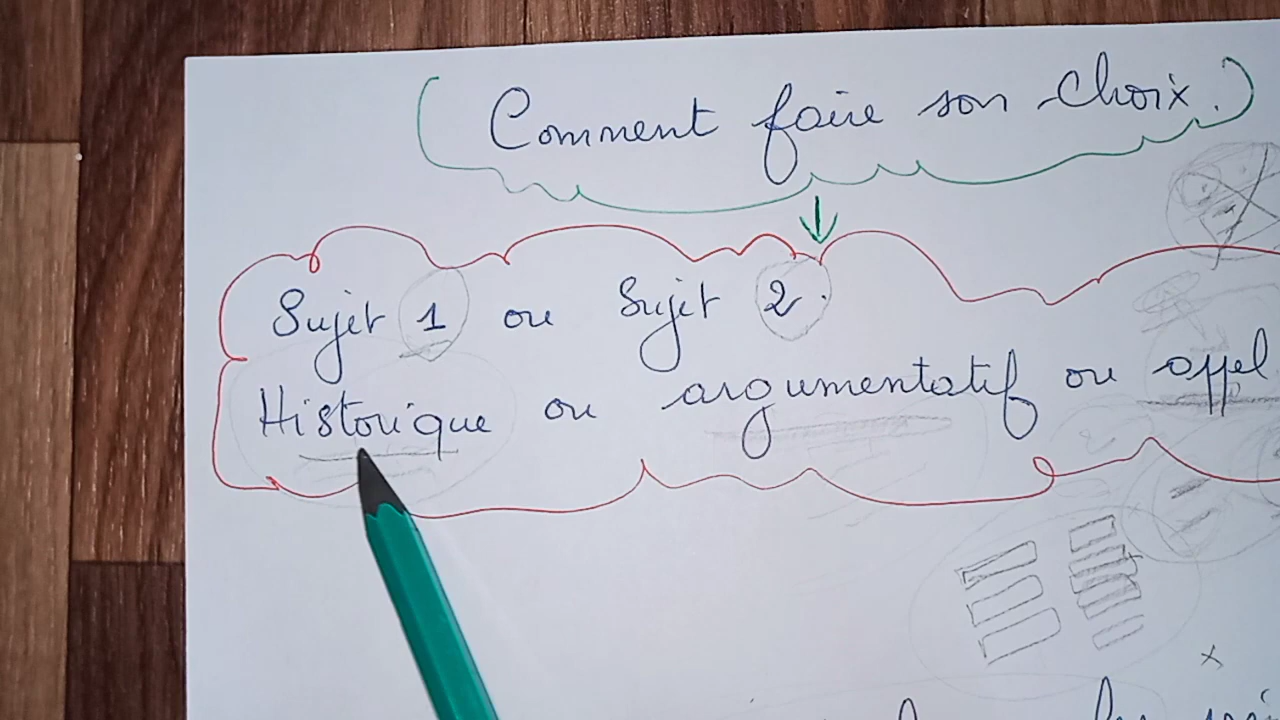 (Comment faire son choix.)
Sujet 1 ou Sujet 2.
Historique ou argumentatif ou appel